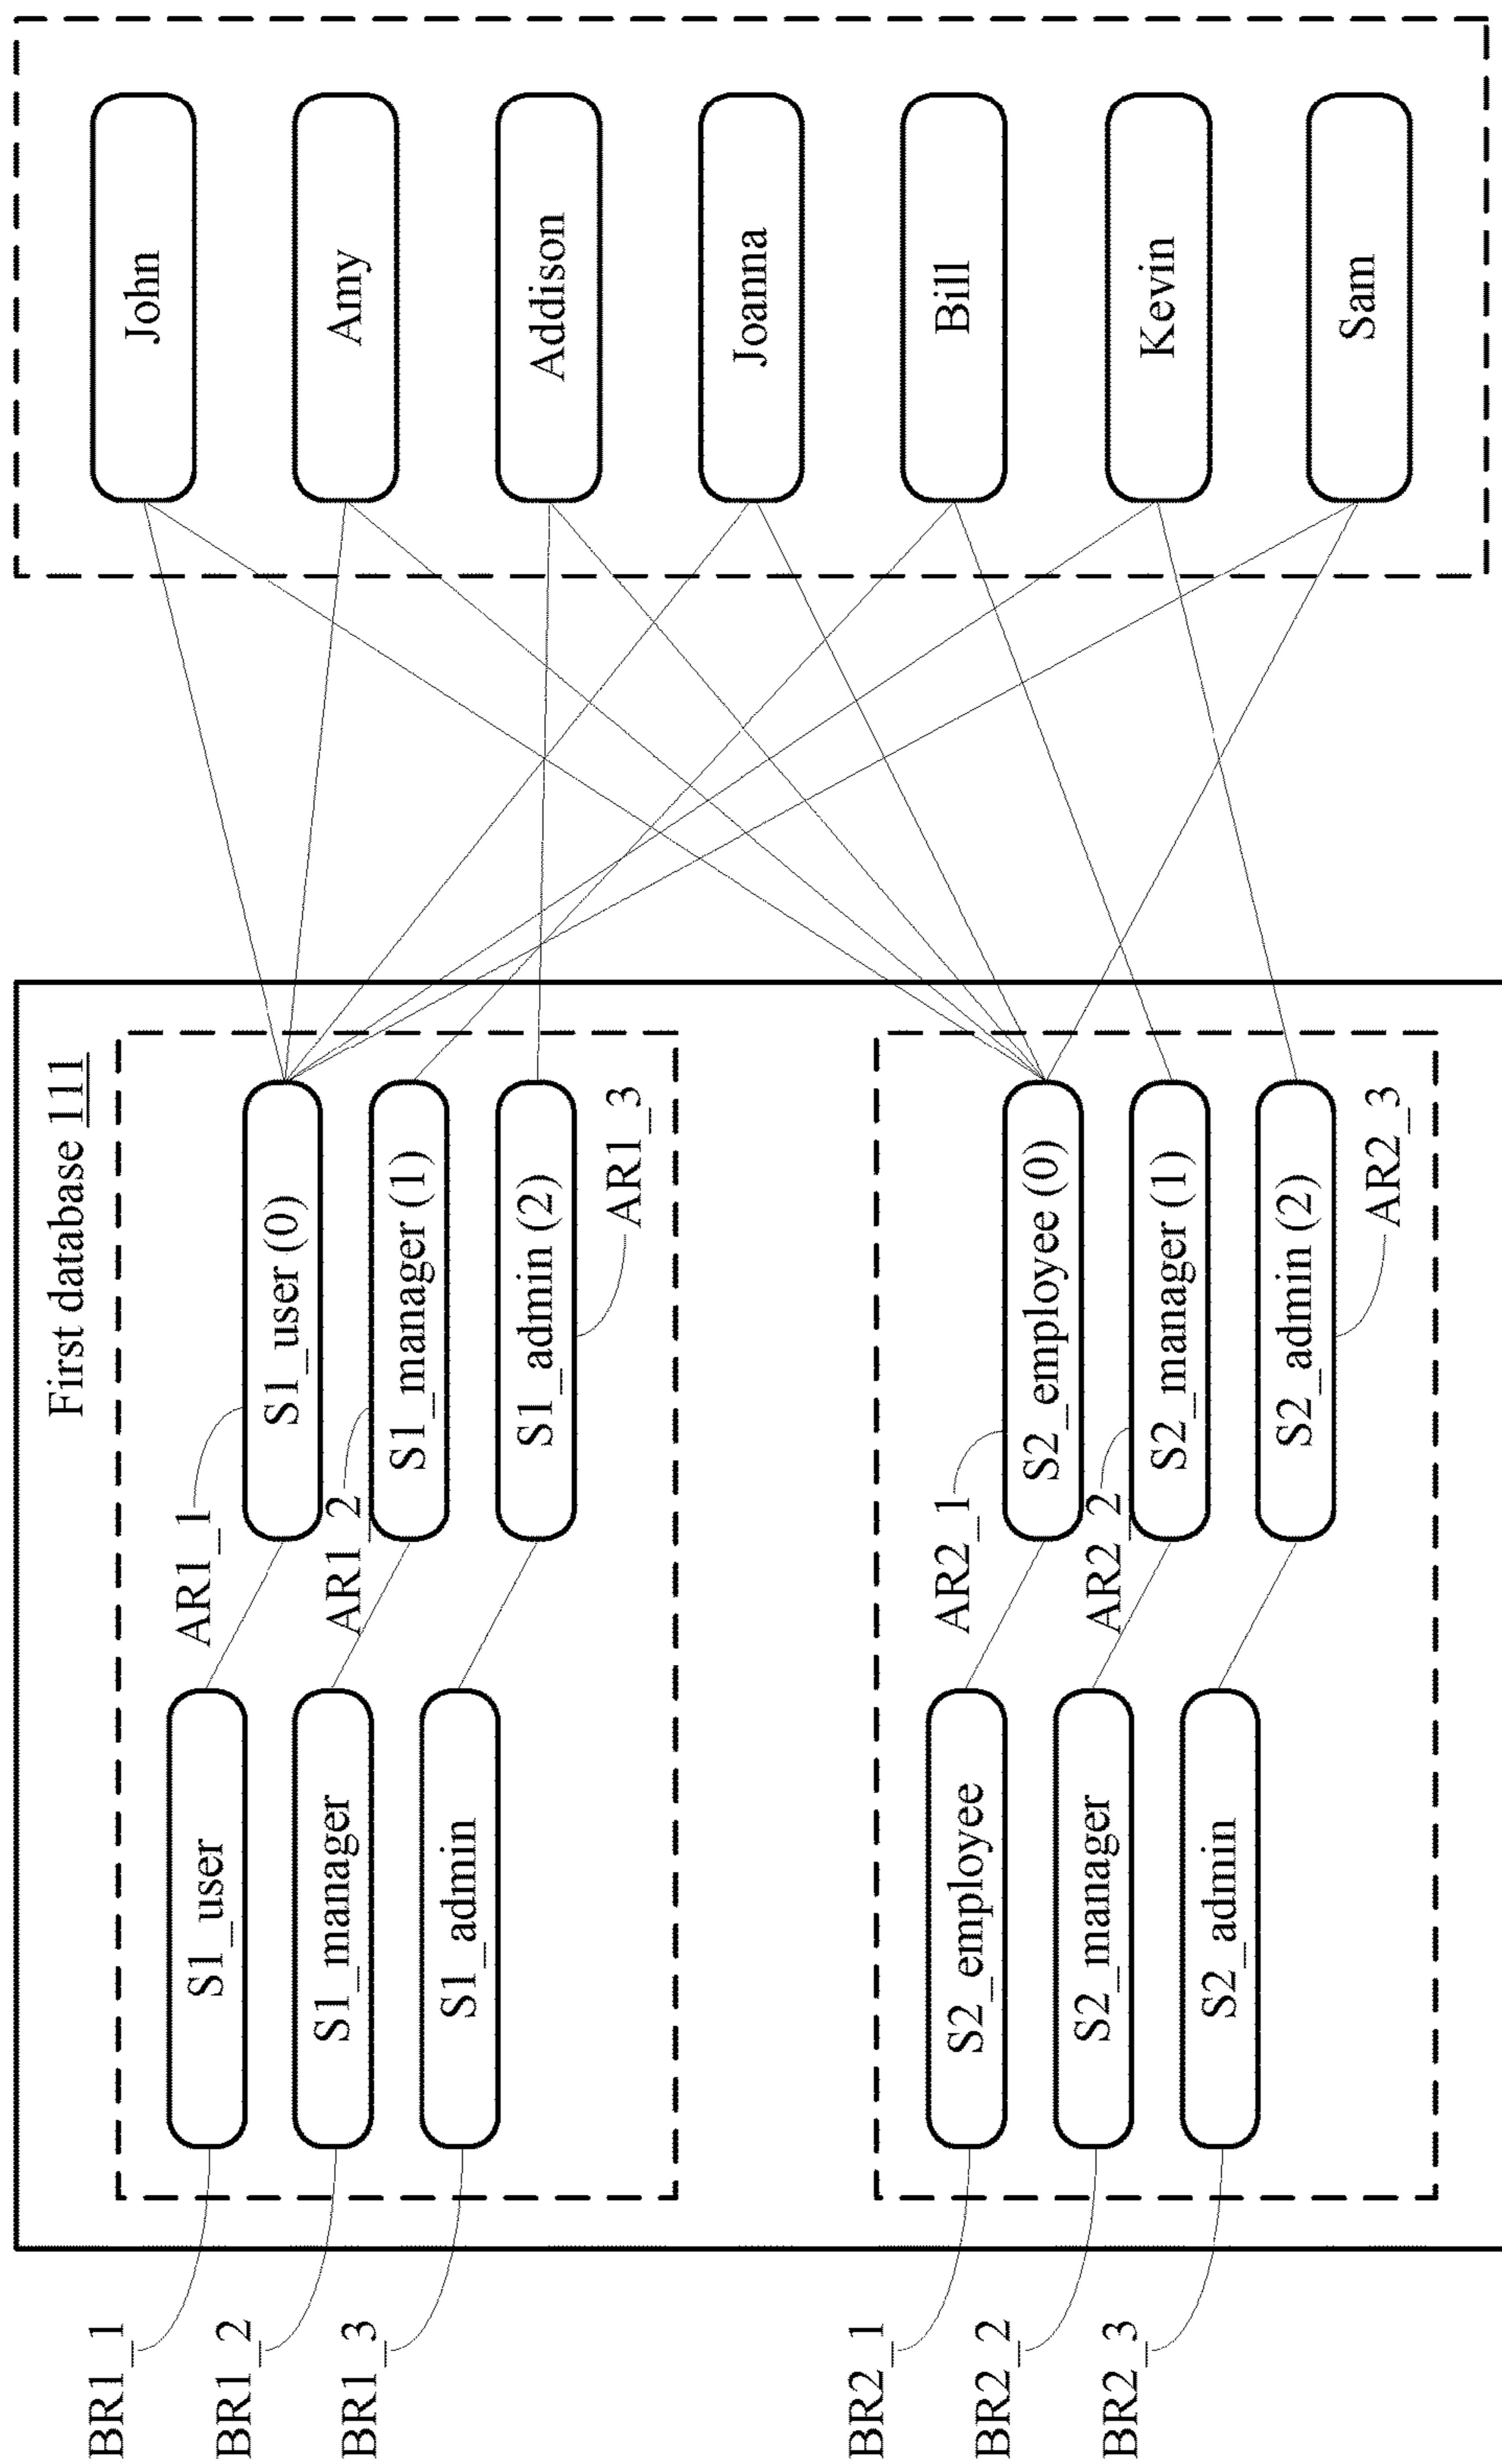 First database 111
BR1_1
S1_user
AR1_1
S1_user (0)
BR1_2
S1_manager
AR1_2
S1_manager (1)
BR1_3
S1_admin
S1_admin (2)
AR1_3
BR2_1
S2_employee
AR2_1
S2_employee (0)
BR2_2
S2_manager
AR2_2
S2_manager (1)
BR2_3
S2_admin
S2_admin (2)
AR2_3
John
Amy
Addison
Joanna
Bill
Kevin
Sam